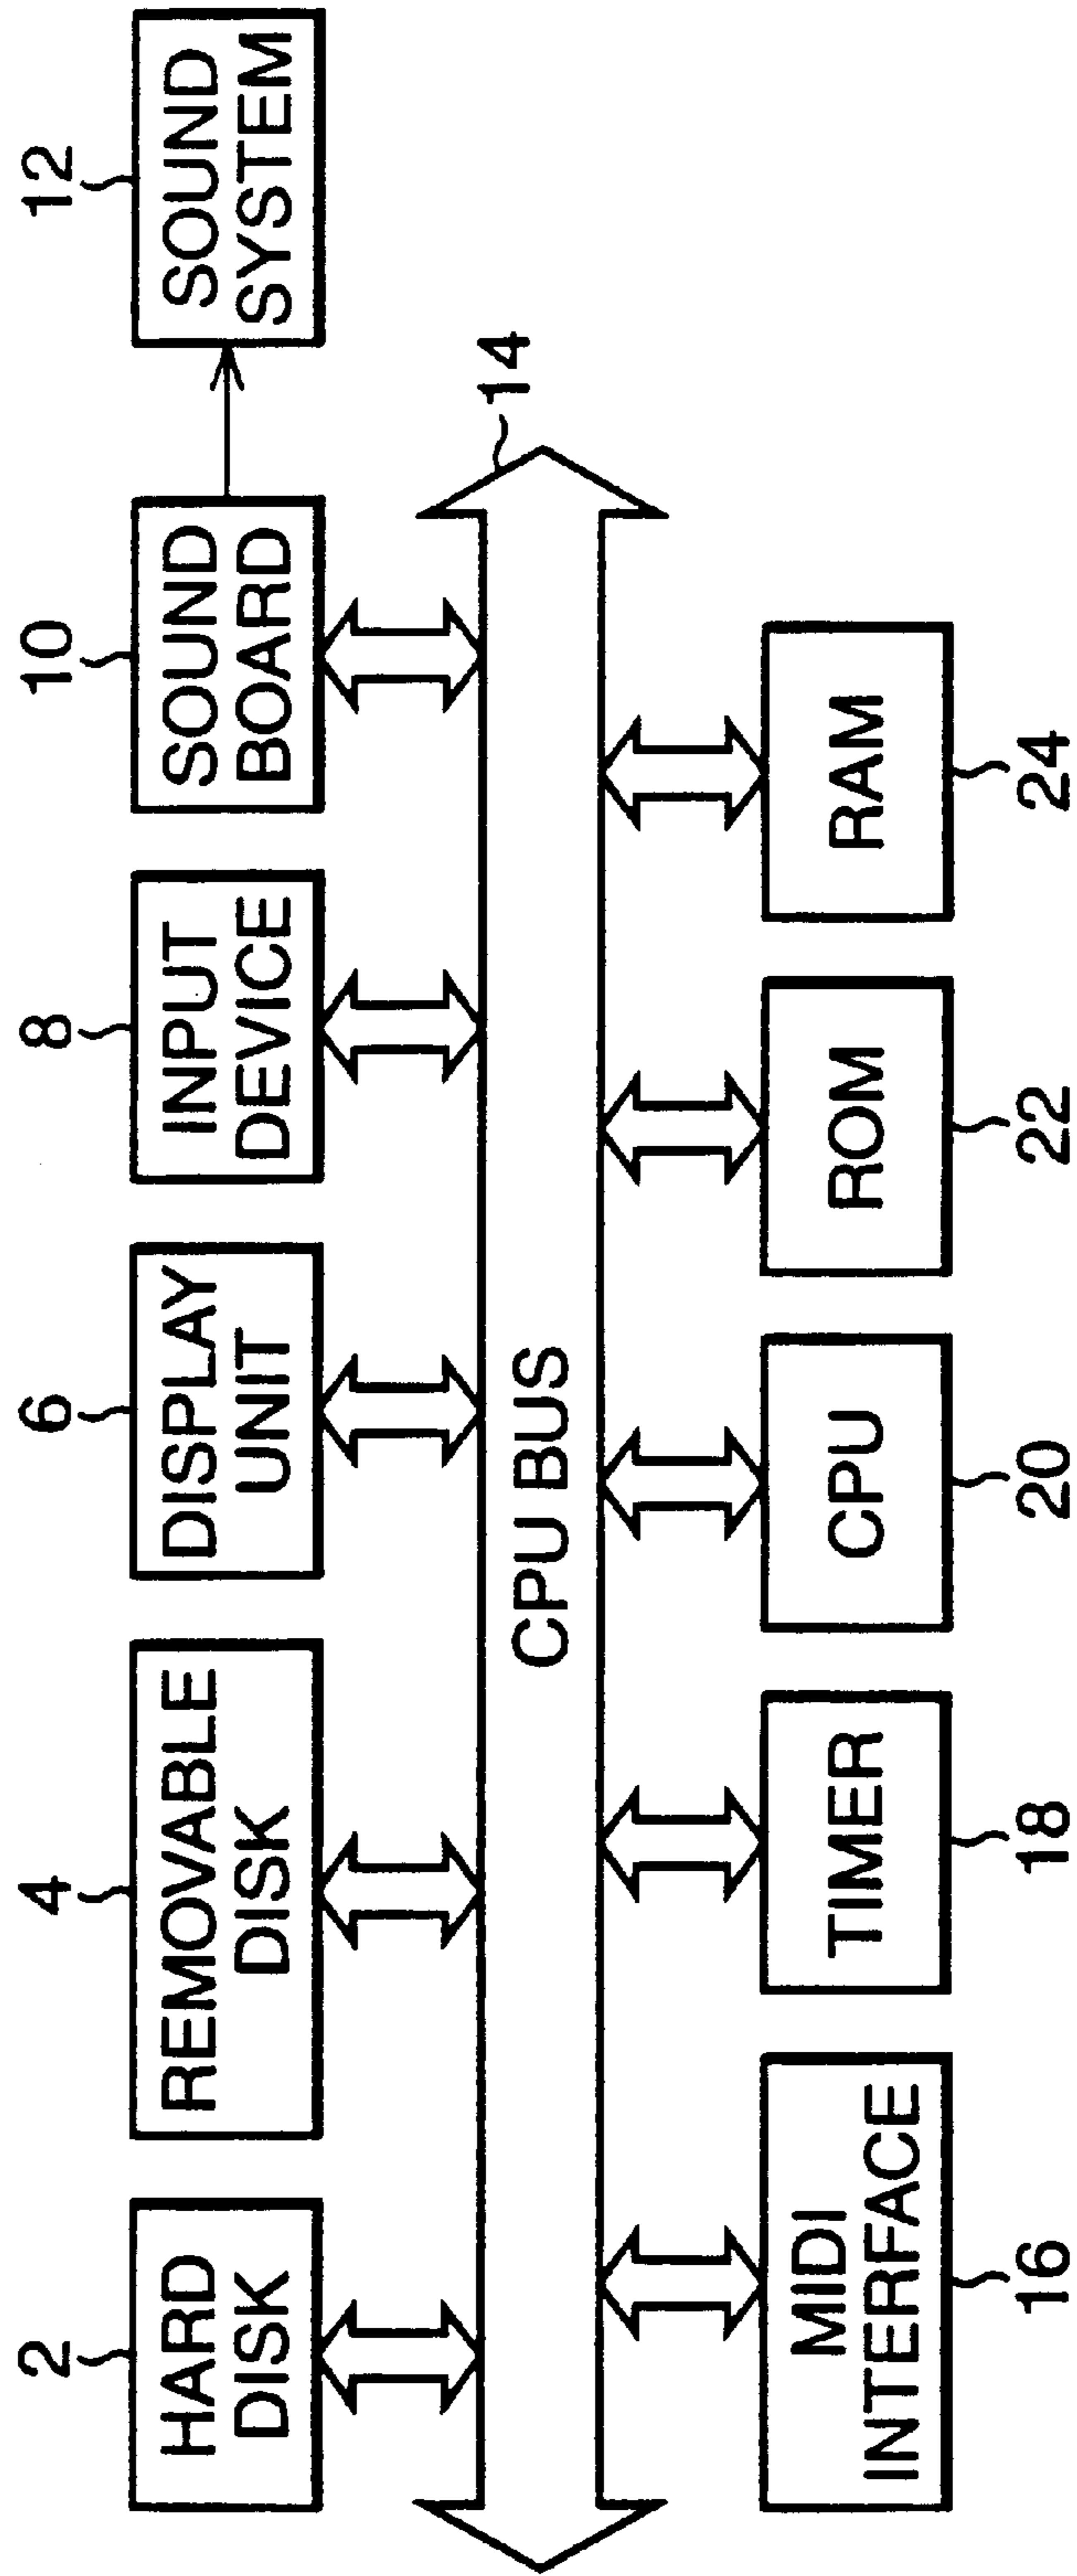 2
HARD
DISK
4
REMOVABLE
DISK
6
DISPLAY
UNIT
8
INPUT
DEVICE
10
SOUND
BOARD
12
SOUND
SYSTEM
14
CPU BUS
MIDI
INTERFACE
16
TIMER
18
CPU
20
ROM
22
RAM
24